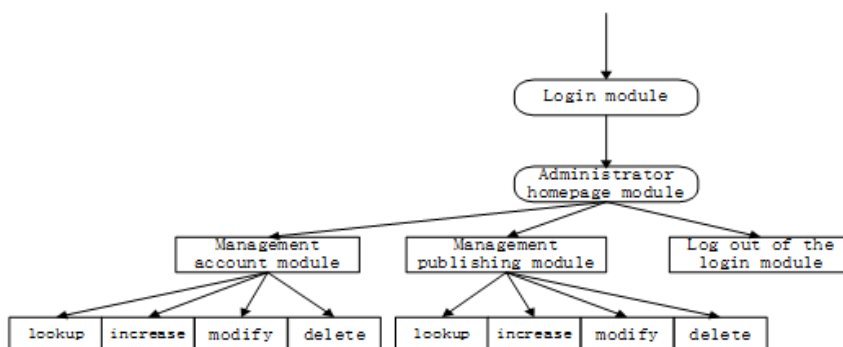 Login module
Administrator
homepage module
Management
account module
Management
publishing module
Log out of the
login module
lookup
increase
modify
delete
lookup
increase
modify
delete